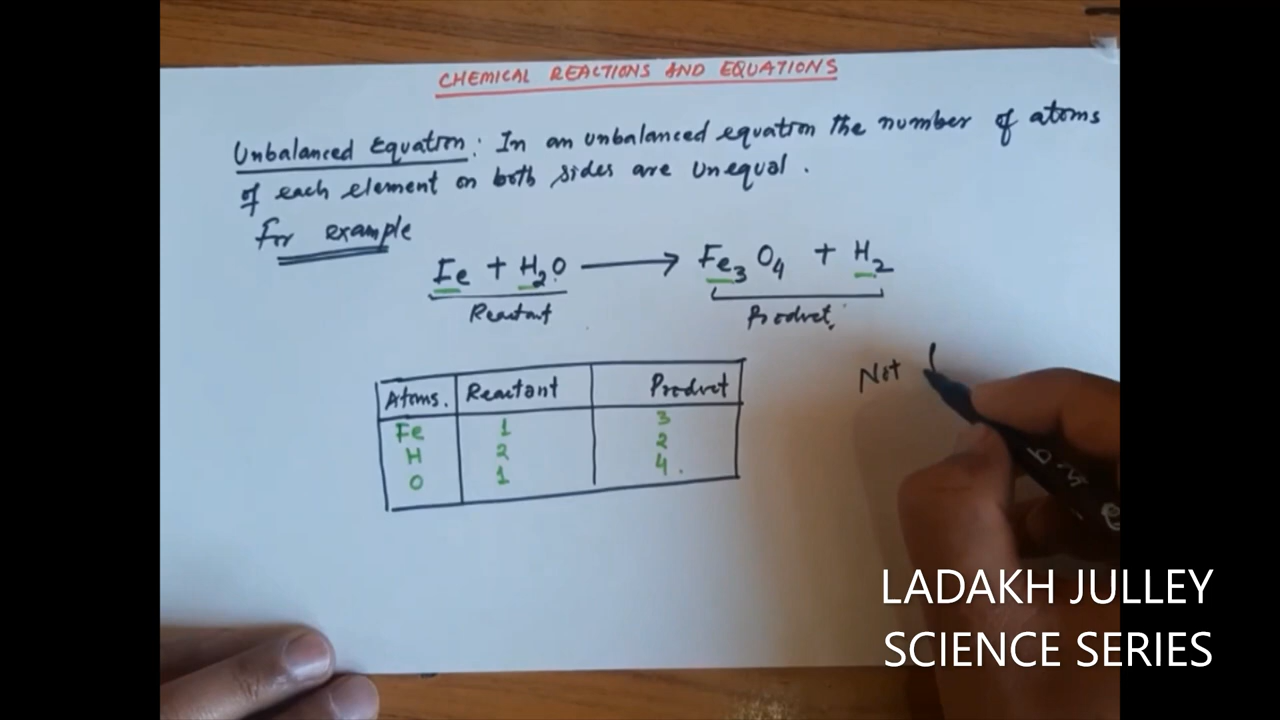 CHEMICAL REACTIONS AND EQUATIONS
Unbalanced Equation: In an unbalanced equation the number of atoms
of each element on both sides are unequal.
For example
Fe + H₂O ⟶ Fe₃O₄ + H₂
Reactant Product
Atoms. Reactant Product
Fe 1 3
H 2 2
O 1 4.
Not
LADAKH JULLEY
SCIENCE SERIES